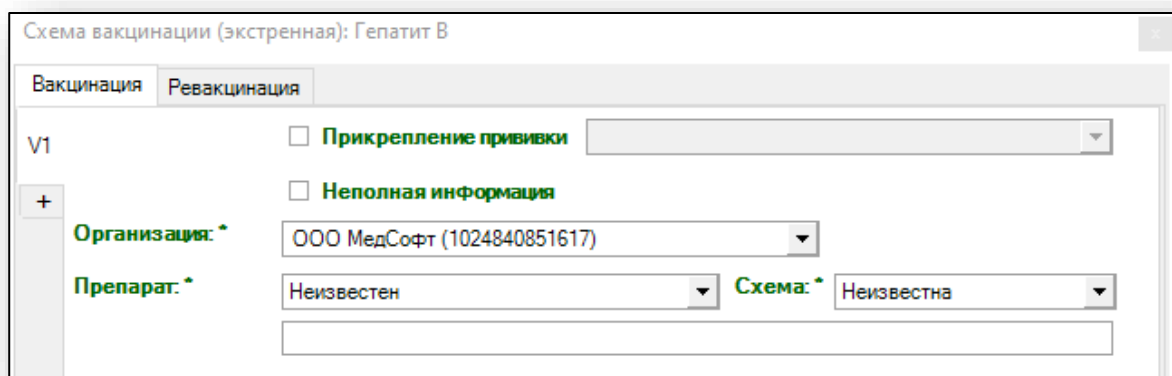 Схема вакцинации (экстренная): Гепатит В
Вакцинация Ревакцинация
V1 Прикрепление прививки
+ Неполная информация
Организация: * ООО МедСофт (1024840851617)
Препарат: * Неизвестен Схема: * Неизвестна